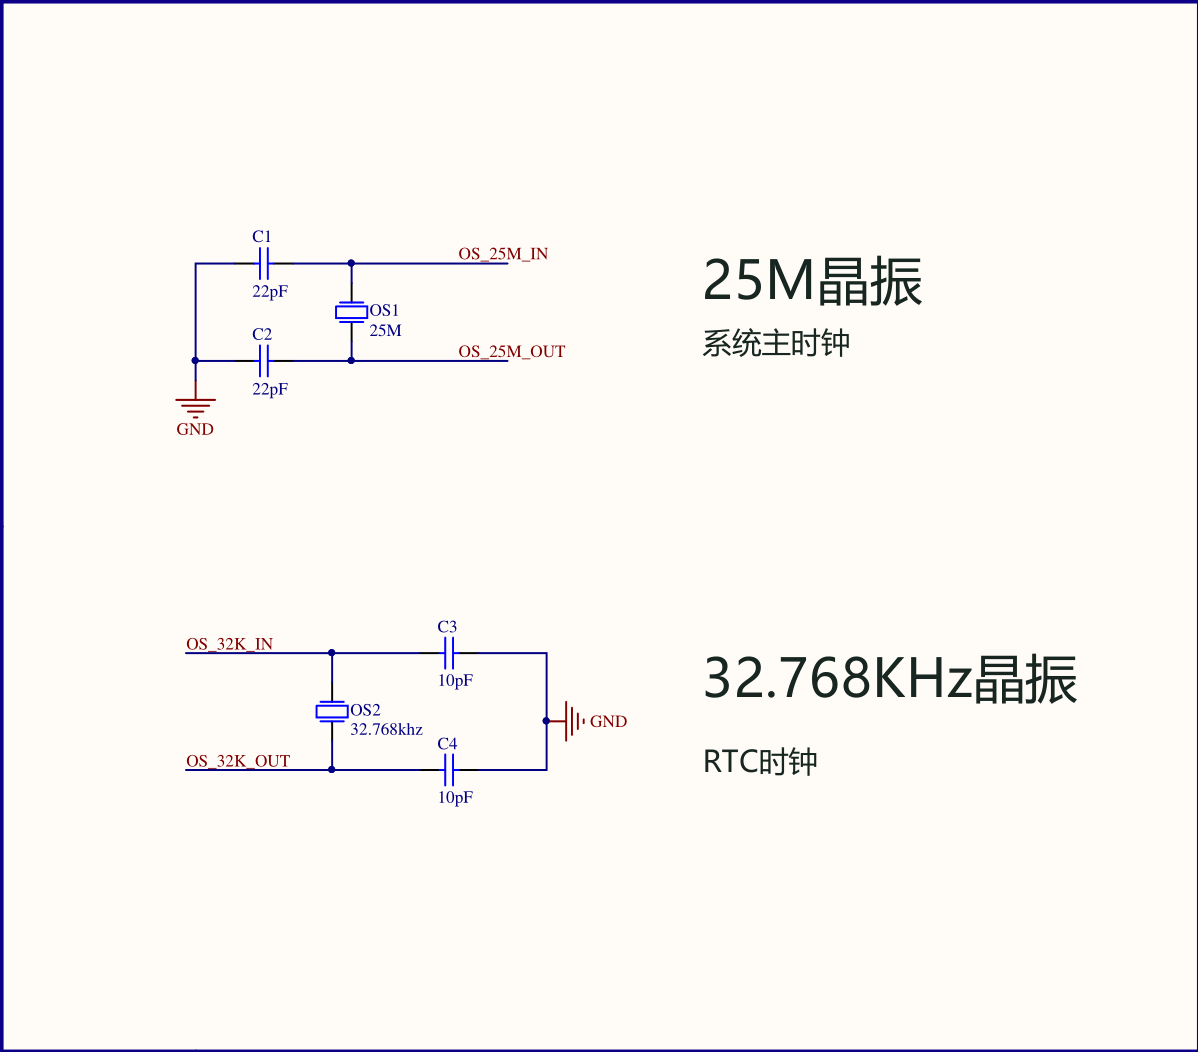 C1
OS_25M_IN
22pF
OS1
25M
C2
OS_25M_OUT
22pF
GND
25M晶振
系统主时钟
C3
OS_32K_IN
10pF
OS2
32.768khz
GND
C4
OS_32K_OUT
10pF
32.768KHz晶振
RTC时钟